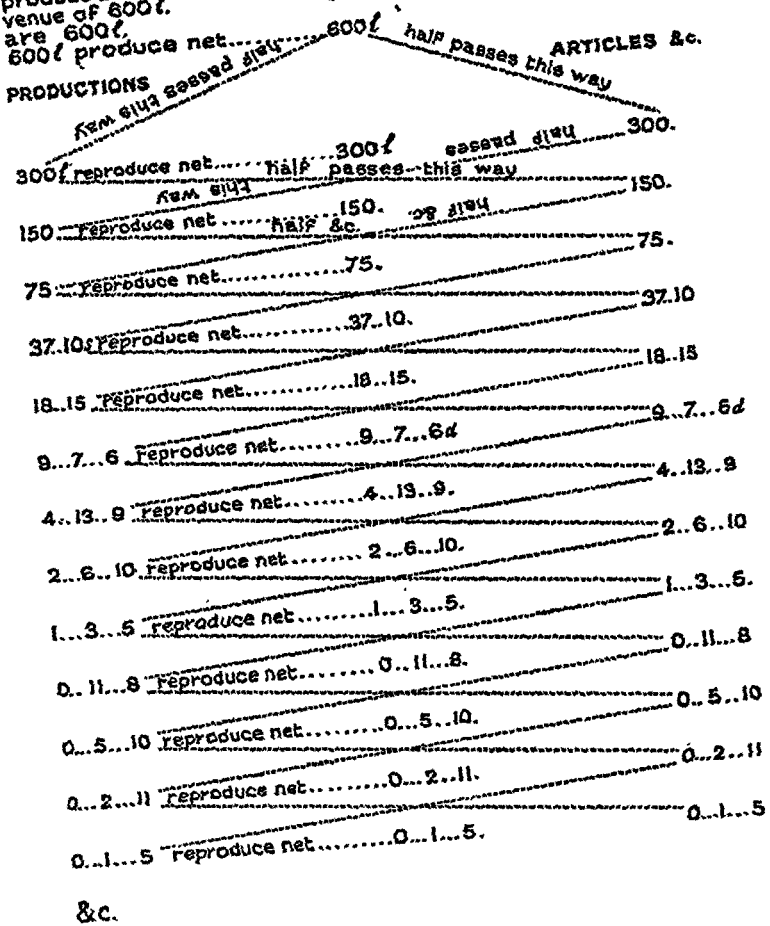 venue of 600l.
are 600l.
600l produce net...... 600l half passes this way
ARTICLES &c.
PRODUCTIONS
half passes this way
300l reproduce net......300l half passes 300.
half passes this way
this way
150 reproduce net......150. half &c. 150.
half &c.
75 reproduce net......75. 75.
37..10 reproduce net......37..10. 37..10
18..15 reproduce net......18..15. 18..15
9...7...6 reproduce net......9...7...6d 9...7...6d
4..13..9 reproduce net......4..13..9. 4..13..9
2...6..10 reproduce net......2...6..10. 2..6..10
1...3...5 reproduce net......1...3...5. 1...3...5.
0..11...8 reproduce net......0..11...8. 0..11...8
0...5...10 reproduce net......0...5..10. 0..5..10
0...2...11 reproduce net......0...2..11. 0...2..11
0...1...5 reproduce net......0...1...5. 0...1...5
&c.